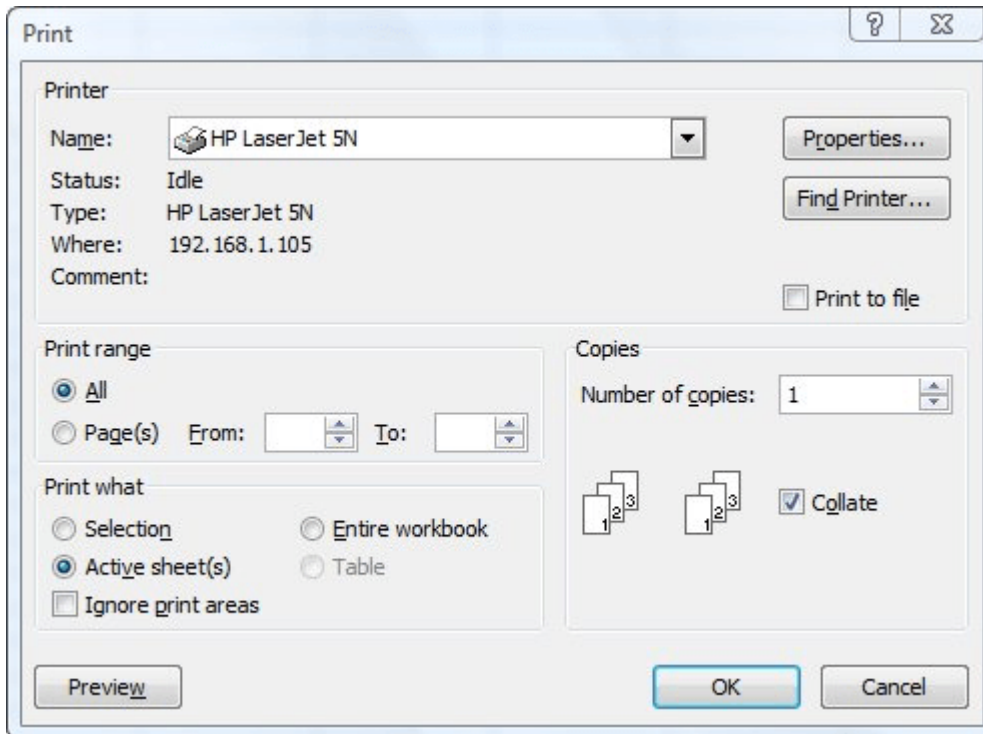 Print
Printer
Name: HP LaserJet 5N
Properties...
Status: Idle
Find Printer...
Type: HP LaserJet 5N
Where: 192.168.1.105
Comment:
Print to file
Print range
All
Page(s) From: To:
Copies
Number of copies: 1
1 2 3 1 2 3 Collate
Print what
Selection Entire workbook
Active sheet(s) Table
Ignore print areas
Preview OK Cancel